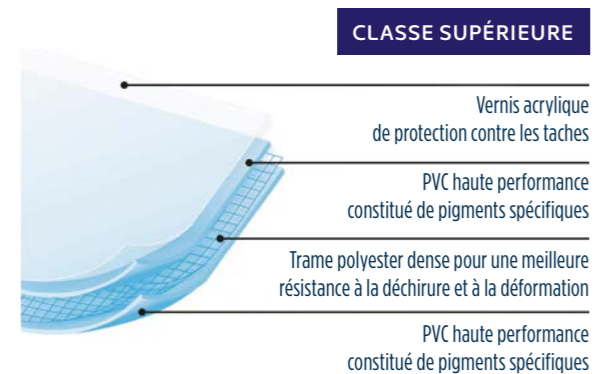 CLASSE SUPÉRIEURE
Vernis acrylique
de protection contre les taches
PVC haute performance
constitué de pigments spécifiques
Trame polyester dense pour une meilleure
résistance à la déchirure et à la déformation
PVC haute performance
constitué de pigments spécifiques